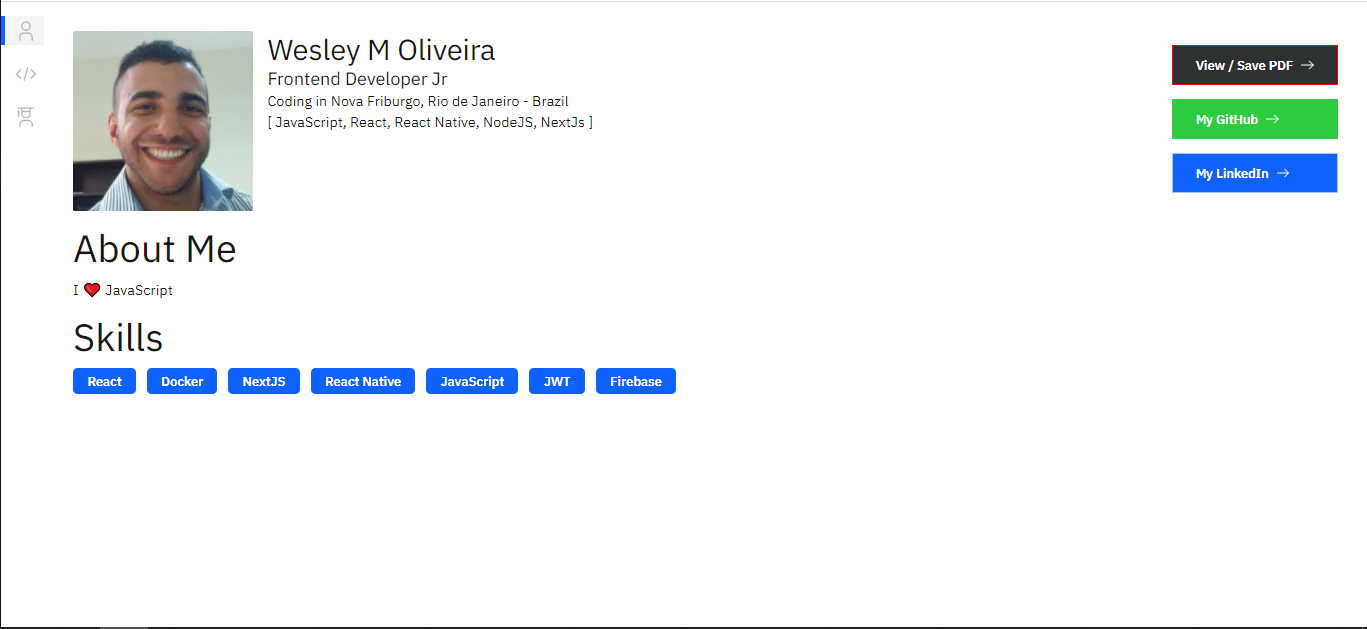 Wesley M Oliveira
Frontend Developer Jr
Coding in Nova Friburgo, Rio de Janeiro - Brazil
[ JavaScript, React, React Native, NodeJS, NextJs ]
View / Save PDF →
My GitHub →
My LinkedIn →
About Me
I ❤ JavaScript
Skills
React Docker NextJS React Native JavaScript JWT Firebase